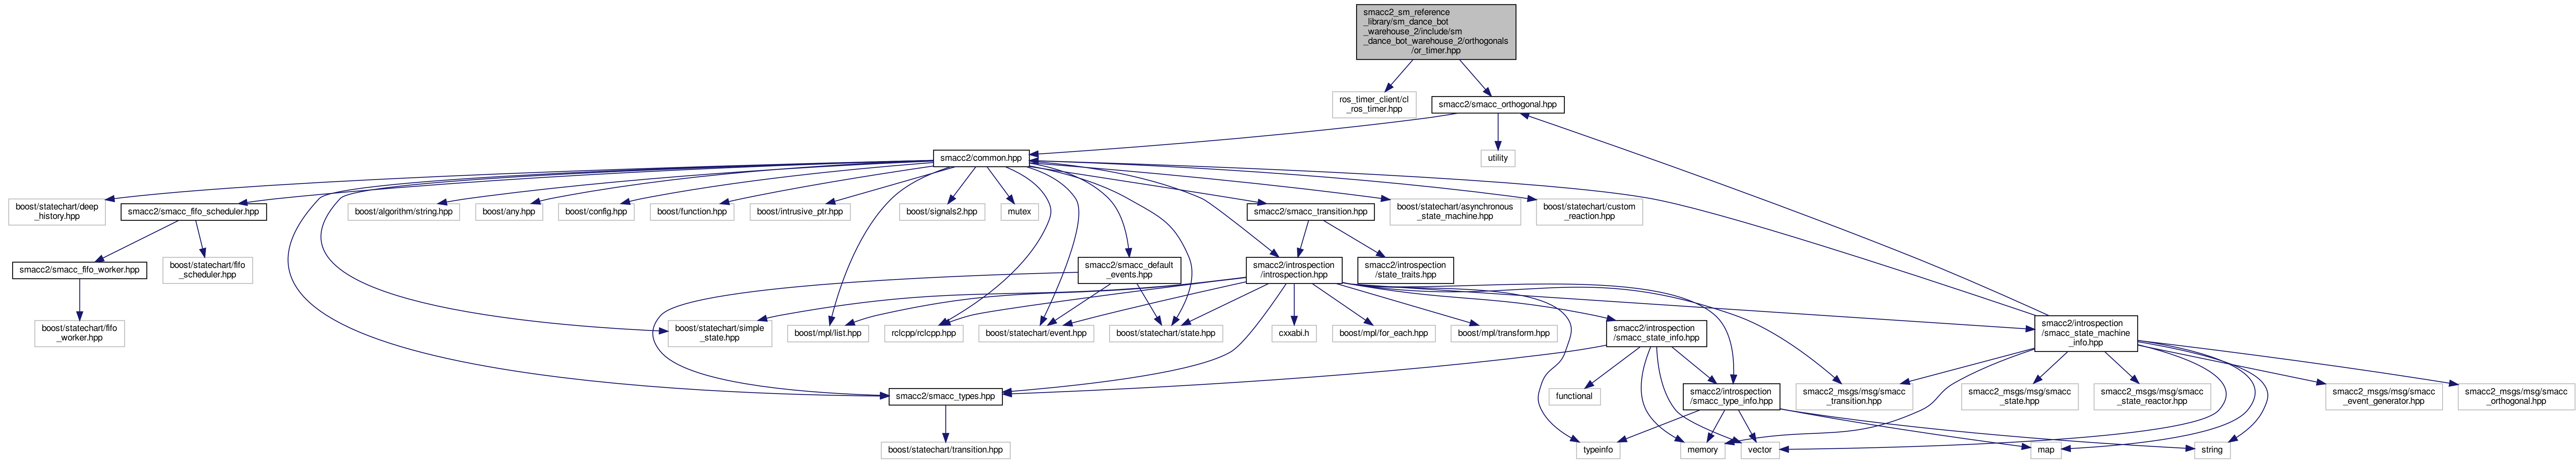 smacc2_sm_reference
_library/sm_dance_bot
_warehouse_2/include/sm
_dance_bot_warehouse_2/orthogonals
/or_timer.hpp
ros_timer_client/cl
_ros_timer.hpp
smacc2/smacc_orthogonal.hpp
smacc2/common.hpp
utility
boost/statechart/deep
_history.hpp
smacc2/smacc_fifo_scheduler.hpp
boost/algorithm/string.hpp
boost/any.hpp
boost/config.hpp
boost/function.hpp
boost/intrusive_ptr.hpp
boost/signals2.hpp
mutex
smacc2/smacc_transition.hpp
boost/statechart/asynchronous
_state_machine.hpp
boost/statechart/custom
_reaction.hpp
smacc2/smacc_fifo_worker.hpp
boost/statechart/fifo
_scheduler.hpp
smacc2/smacc_default
_events.hpp
smacc2/introspection
/introspection.hpp
smacc2/introspection
/state_traits.hpp
boost/statechart/fifo
_worker.hpp
boost/statechart/simple
_state.hpp
boost/mpl/list.hpp
rclcpp/rclcpp.hpp
boost/statechart/event.hpp
boost/statechart/state.hpp
cxxabi.h
boost/mpl/for_each.hpp
boost/mpl/transform.hpp
smacc2/introspection
/smacc_state_info.hpp
smacc2/introspection
/smacc_state_machine
_info.hpp
smacc2/smacc_types.hpp
functional
smacc2/introspection
/smacc_type_info.hpp
smacc2_msgs/msg/smacc
_transition.hpp
smacc2_msgs/msg/smacc
_state.hpp
smacc2_msgs/msg/smacc
_state_reactor.hpp
smacc2_msgs/msg/smacc
_event_generator.hpp
smacc2_msgs/msg/smacc
_orthogonal.hpp
boost/statechart/transition.hpp
typeinfo
memory
vector
map
string